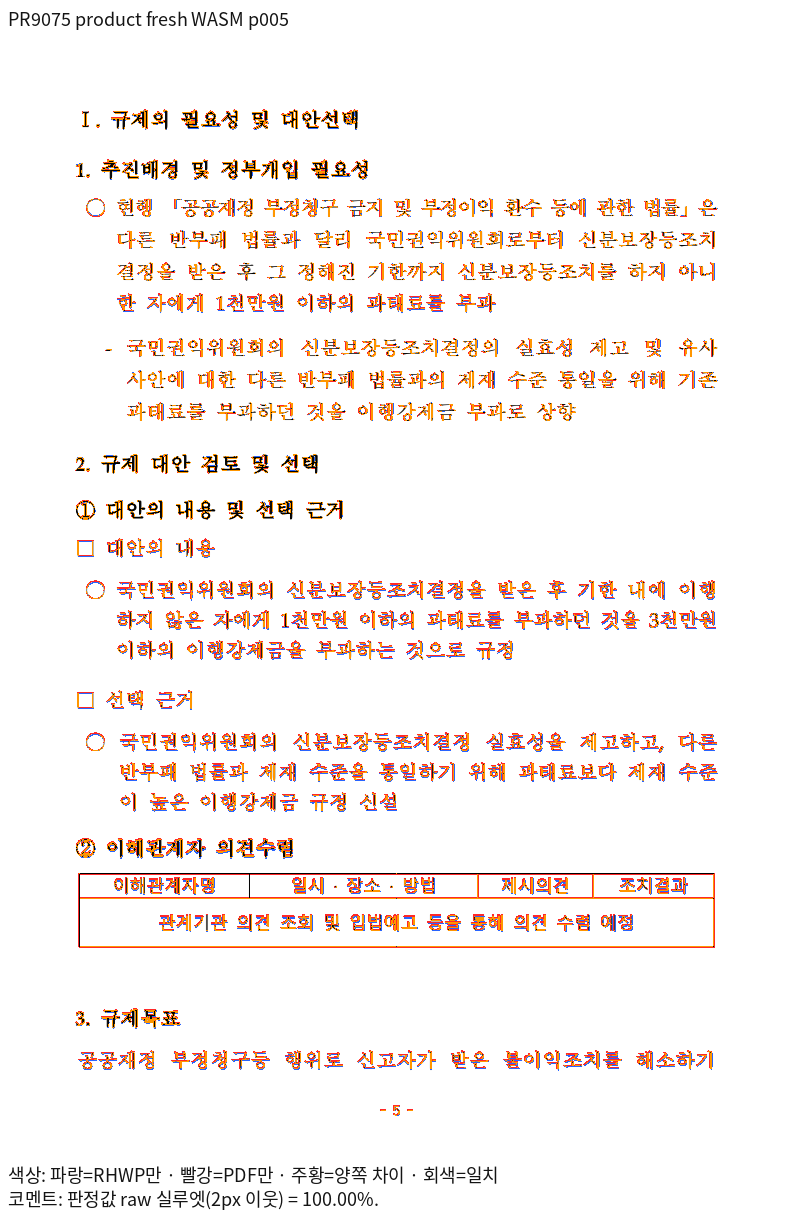 PR9075 product fresh WASM p005
Ⅰ. 규제의 필요성 및 대안선택
1. 추진배경 및 정부개입 필요성
○ 현행 「공공재정 부정청구 금지 및 부정이익 환수 등에 관한 법률」은
다른 반부패 법률과 달리 국민권익위원회로부터 신분보장등조치
결정을 받은 후 그 정해진 기한까지 신분보장등조치를 하지 아니
한 자에게 1천만원 이하의 과태료를 부과
- 국민권익위원회의 신분보장등조치결정의 실효성 제고 및 유사
사안에 대한 다른 반부패 법률과의 제재 수준 통일을 위해 기존
과태료를 부과하던 것을 이행강제금 부과로 상향
2. 규제 대안 검토 및 선택
① 대안의 내용 및 선택 근거
□ 대안의 내용
○ 국민권익위원회의 신분보장등조치결정을 받은 후 기한 내에 이행
하지 않은 자에게 1천만원 이하의 과태료를 부과하던 것을 3천만원
이하의 이행강제금을 부과하는 것으로 규정
□ 선택 근거
○ 국민권익위원회의 신분보장등조치결정 실효성을 제고하고, 다른
반부패 법률과 제재 수준을 통일하기 위해 과태료보다 제재 수준
이 높은 이행강제금 규정 신설
② 이해관계자 의견수렴
이해관계자명 일시 · 장소 · 방법 제시의견 조치결과
관계기관 의견 조회 및 입법예고 등을 통해 의견 수렴 예정
3. 규제목표
공공재정 부정청구등 행위로 신고자가 받은 불이익조치를 해소하기
- 5 -
색상: 파랑=RHWP만 · 빨강=PDF만 · 주황=양쪽 차이 · 회색=일치
코멘트: 판정값 raw 실루엣(2px 이웃) = 100.00%.